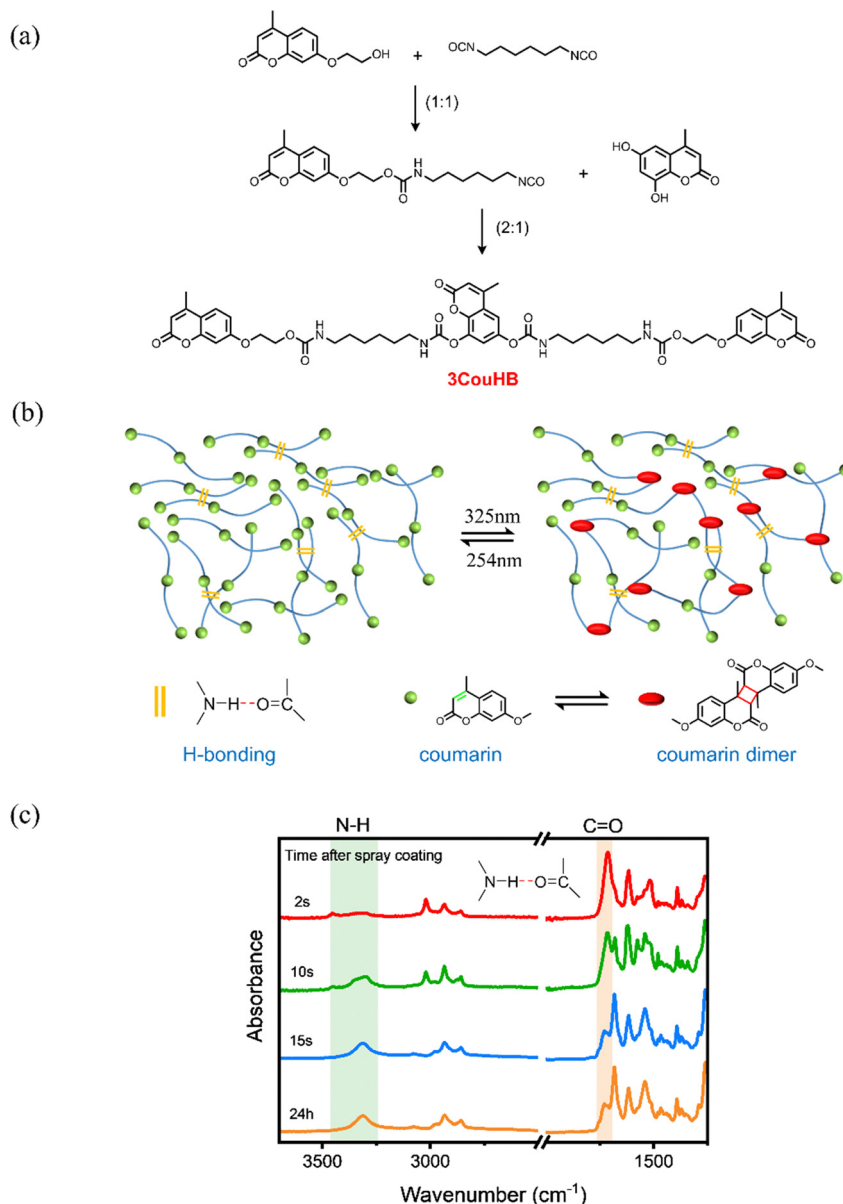 (a)
OH
O
O
O
+
OCN
NCO
(1:1)
O
O
O
O
O
H
N
NCO
+
HO
OH
O
O
(2:1)
O
O
O
O
O
H
N
H
N
O
O
O
O
O
O
N
H
N
H
O
O
O
O
O
3CouHB
(b)
325nm
254nm
N-H--O=C
O
O
O
O
O
O
O
O
O
H-bonding
coumarin
coumarin dimer
(c)
N-H
C=O
Time after spray coating
N-H--O=C
2s
10s
15s
24h
Absorbance
3500
3000
1500
Wavenumber (cm⁻¹)